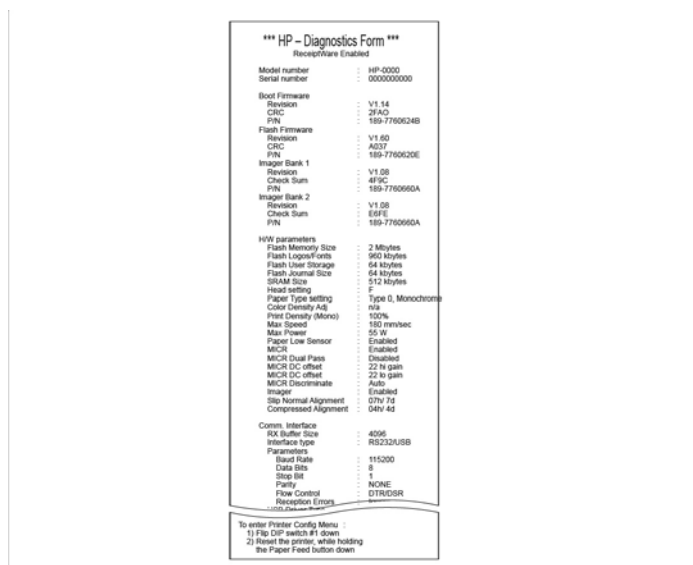 *** HP – Diagnostics Form ***
ReceiptWare Enabled
Model number : HP-0000
Serial number : 0000000000
Boot Firmware
Revision : V1.14
CRC : 2FAO
P/N : 189-7760624B
Flash Firmware
Revision : V1.60
CRC : A037
P/N : 189-7760620E
Imager Bank 1
Revision : V1.08
Check Sum : 4F9C
P/N : 189-7760660A
Imager Bank 2
Revision : V1.08
Check Sum : E6FE
P/N : 189-7760660A
H/W parameters
Flash Memoriy Size : 2 Mbytes
Flash Logos/Fonts : 960 kbytes
Flash User Storage : 64 kbytes
Flash Journal Size : 64 kbytes
SRAM Size : 512 kbytes
Head setting : F
Paper Type setting : Type 0, Monochrome
Color Density Adj : n/a
Print Density (Mono) : 100%
Max Speed : 180 mm/sec
Max Power : 55 W
Paper Low Sensor : Enabled
MICR : Enabled
MICR Dual Pass : Disabled
MICR DC offset : 22 hi gain
MICR DC offset : 22 lo gain
MICR Discriminate : Auto
Imager : Enabled
Slip Normal Alignment : 07h/ 7d
Compressed Alignment : 04h/ 4d
Comm. Interface
RX Buffer Size : 4096
Interface type : RS232/USB
Parameters
Baud Rate : 115200
Data Bits : 8
Stop Bit : 1
Parity : NONE
Flow Control : DTR/DSR
Reception Errors :
To enter Printer Config Menu :
1) Flip DIP switch #1 down
2) Reset the printer, while holding
the Paper Feed button down